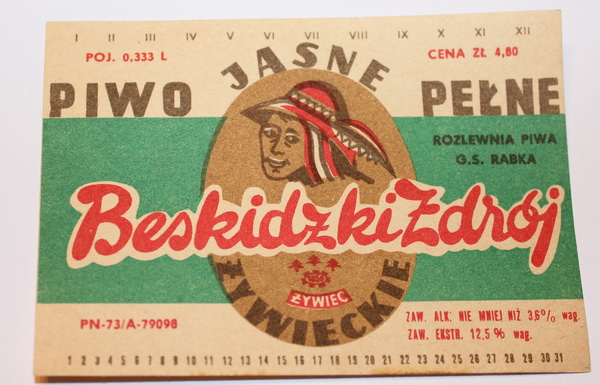 I II III IV V VI VII VIII IX X XI XII
POJ. 0,333 L
CENA ZŁ 4,80
PIWO JASNE PEŁNE
ROZLEWNIA PIWA
G.S. RABKA
Beskidzki Zdrój
ŻYWIEC
ŻYWIECKIE
PN-73/A-79098
ZAW. ALK. NIE MNIEJ NIŻ 3,6% wag.
ZAW. EKSTR. 12,5 % wag.
1 2 3 4 5 6 7 8 9 10 11 12 13 14 15 16 17 18 19 20 21 22 23 24 25 26 27 28 29 30 31